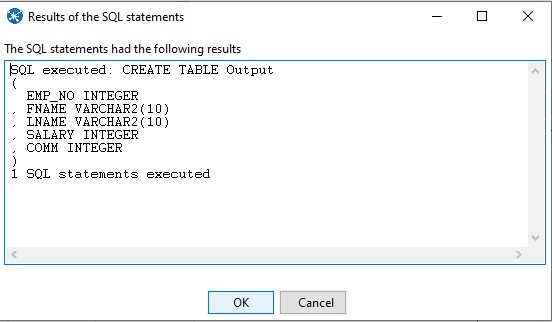 Results of the SQL statements
The SQL statements had the following results
SQL executed: CREATE TABLE Output
(
  EMP_NO INTEGER
, FNAME VARCHAR2(10)
, LNAME VARCHAR2(10)
, SALARY INTEGER
, COMM INTEGER
)
1 SQL statements executed
OK Cancel